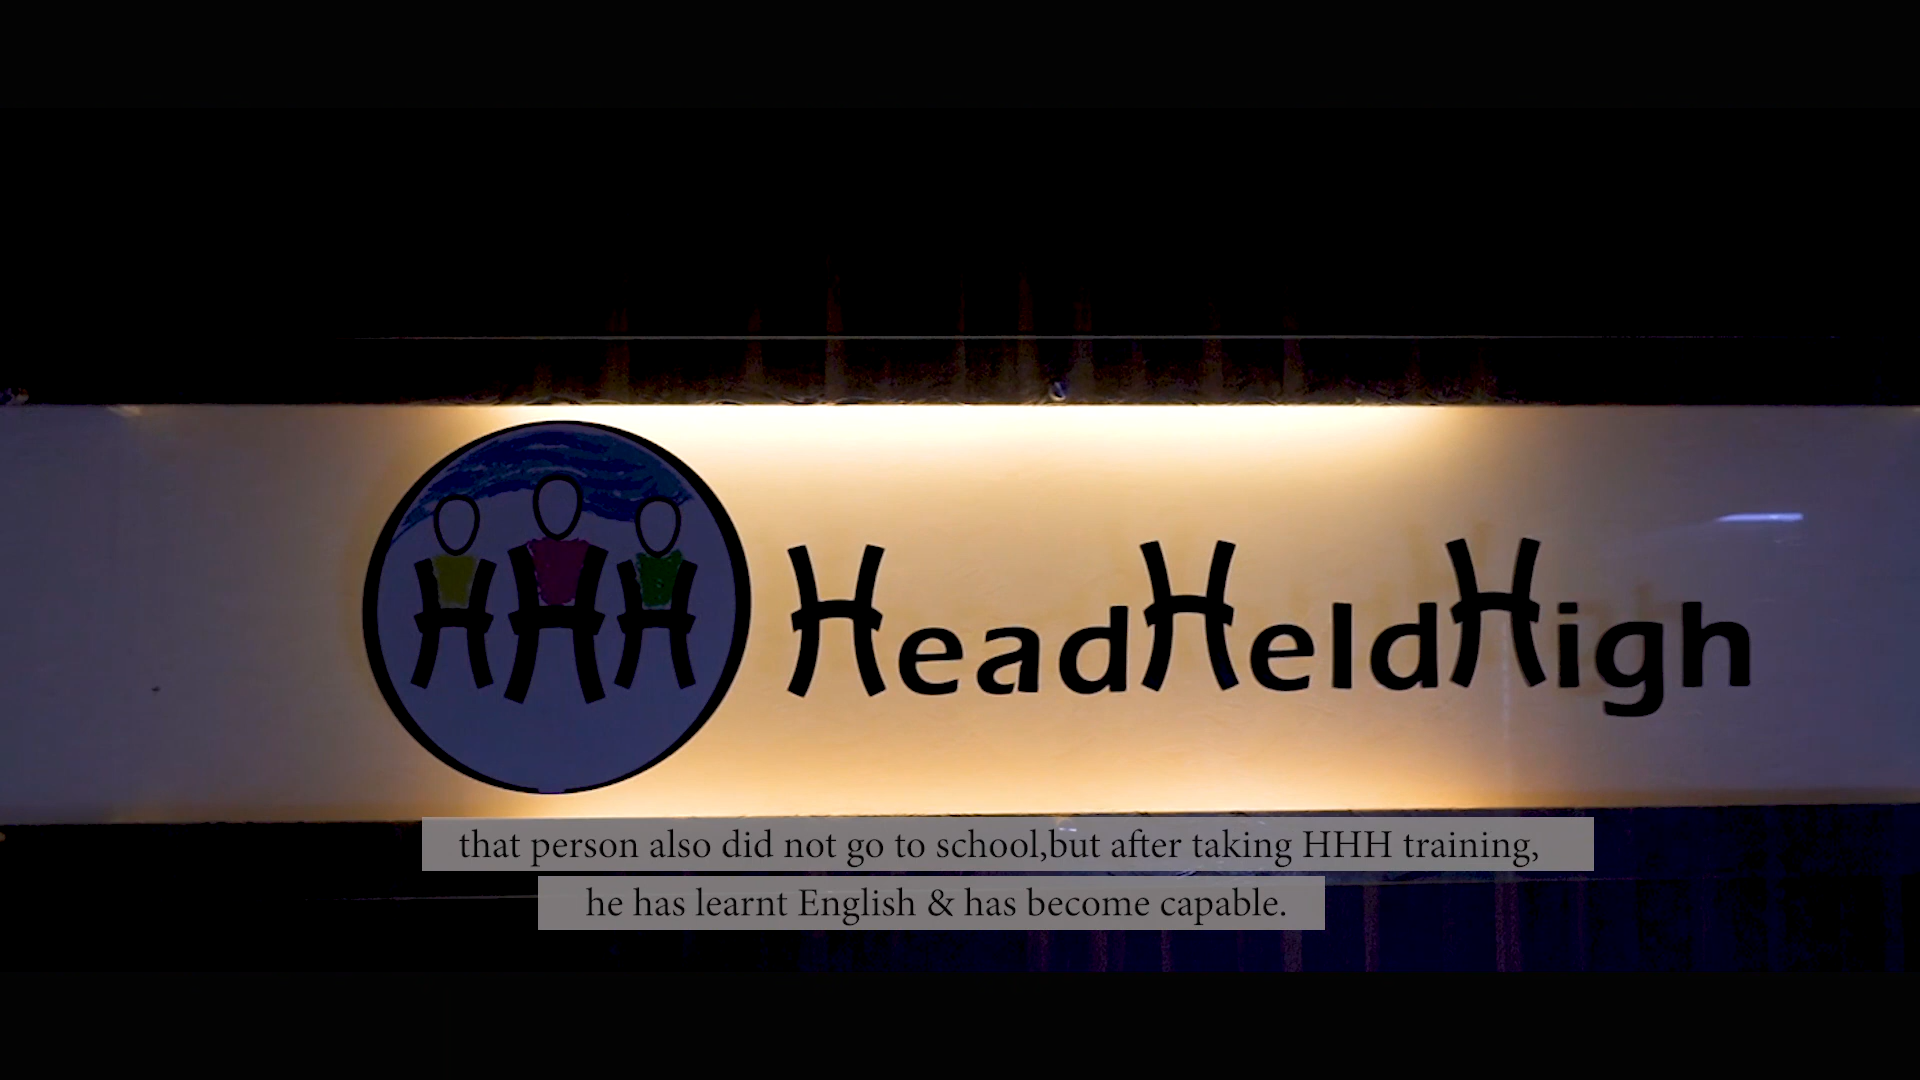 HeadHeldHigh
that person also did not go to school,but after taking HHH training,
he has learnt English & has become capable.